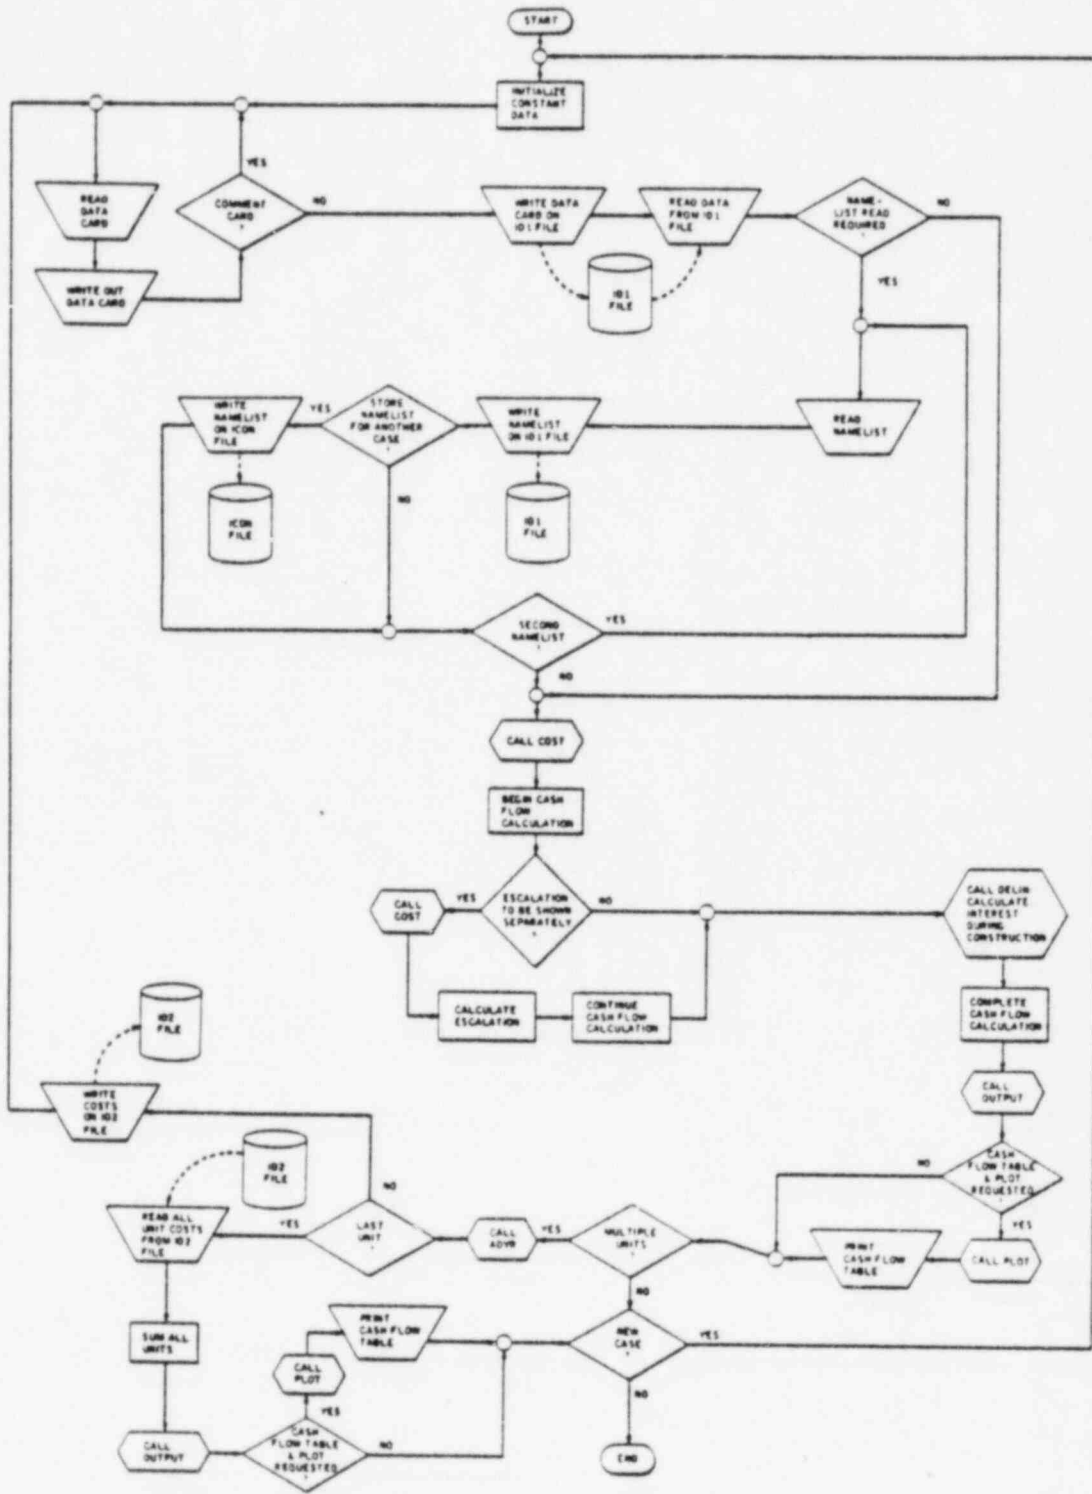 START
INITIALIZE
CONSTANT
DATA
YES
READ
DATA
CARD
COMMENT
CARD
?
NO
WRITE DATA
CARD ON
IO1 FILE
READ DATA
FROM IO1
FILE
NAME-
LIST READ
REQUIRED
?
NO
WRITE OUT
DATA CARD
IO1
FILE
YES
WRITE
NAMELIST
ON ICON
FILE
YES
STORE
NAMELIST
FOR ANOTHER
CASE
?
WRITE
NAMELIST
ON IO1 FILE
READ
NAMELIST
ICON
FILE
NO
IO1
FILE
SECOND
NAMELIST
?
YES
NO
CALL COST
BEGIN CASH
FLOW
CALCULATION
CALL
COST
YES
ESCALATION
TO BE SHOWN
SEPARATELY
?
NO
CALL DELIN
CALCULATE
INTEREST
DURING
CONSTRUCTION
CALCULATE
ESCALATION
CONTINUE
CASH FLOW
CALCULATION
COMPLETE
CASH FLOW
CALCULATION
IO2
FILE
WRITE
COSTS
ON IO2
FILE
CALL
OUTPUT
IO2
FILE
NO
NO
CASH
FLOW TABLE
& PLOT
REQUESTED
?
READ ALL
UNIT COSTS
FROM IO2
FILE
YES
LAST
UNIT
?
CALL
YES
MULTIPLE
UNITS
?
YES
PRINT
CASH FLOW
TABLE
CALL PLOT
NO
SUM ALL
UNITS
PRINT
CASH FLOW
TABLE
NEW
CASE
?
YES
CALL
PLOT
YES
NO
CALL
OUTPUT
CASH
FLOW TABLE
& PLOT
REQUESTED
?
NO
END